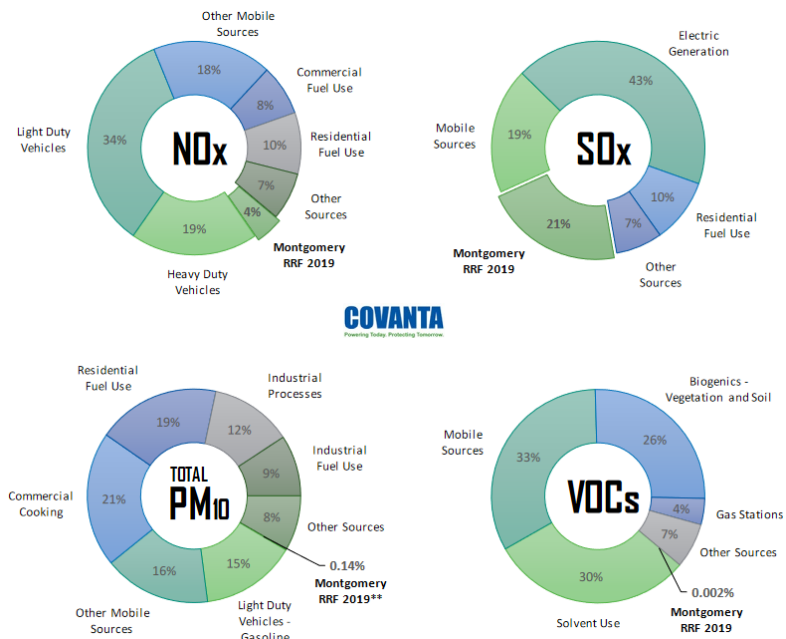 Other Mobile
Sources
18%
Commercial
Fuel Use
8%
Light Duty
Vehicles
34%
NOx
Residential
Fuel Use
10%
7%
Other
Sources
4%
Montgomery
RRF 2019
19%
Heavy Duty
Vehicles
Electric
Generation
43%
Mobile
Sources
19%
SOx
10%
Residential
Fuel Use
21%
7%
Montgomery
RRF 2019
Other
Sources
COVANTA
Powering Today. Protecting Tomorrow.
Residential
Fuel Use
19%
Industrial
Processes
12%
Industrial
Fuel Use
9%
Commercial
Cooking
21%
TOTAL
PM10
8%
Other Sources
0.14%
Montgomery
RRF 2019**
16%
15%
Other Mobile
Sources
Light Duty
Vehicles -
Gasoline
Biogenics -
Vegetation and Soil
26%
Mobile
Sources
33%
VOCs
4%
Gas Stations
7%
Other Sources
0.002%
Montgomery
RRF 2019
30%
Solvent Use